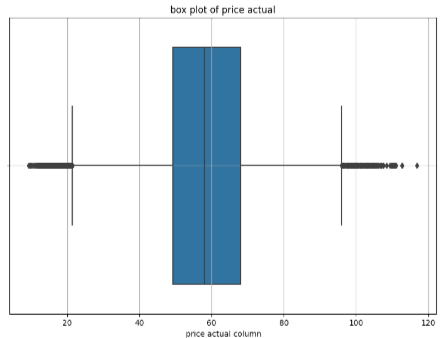 box plot of price actual
20 40 60 80 100 120
price actual column